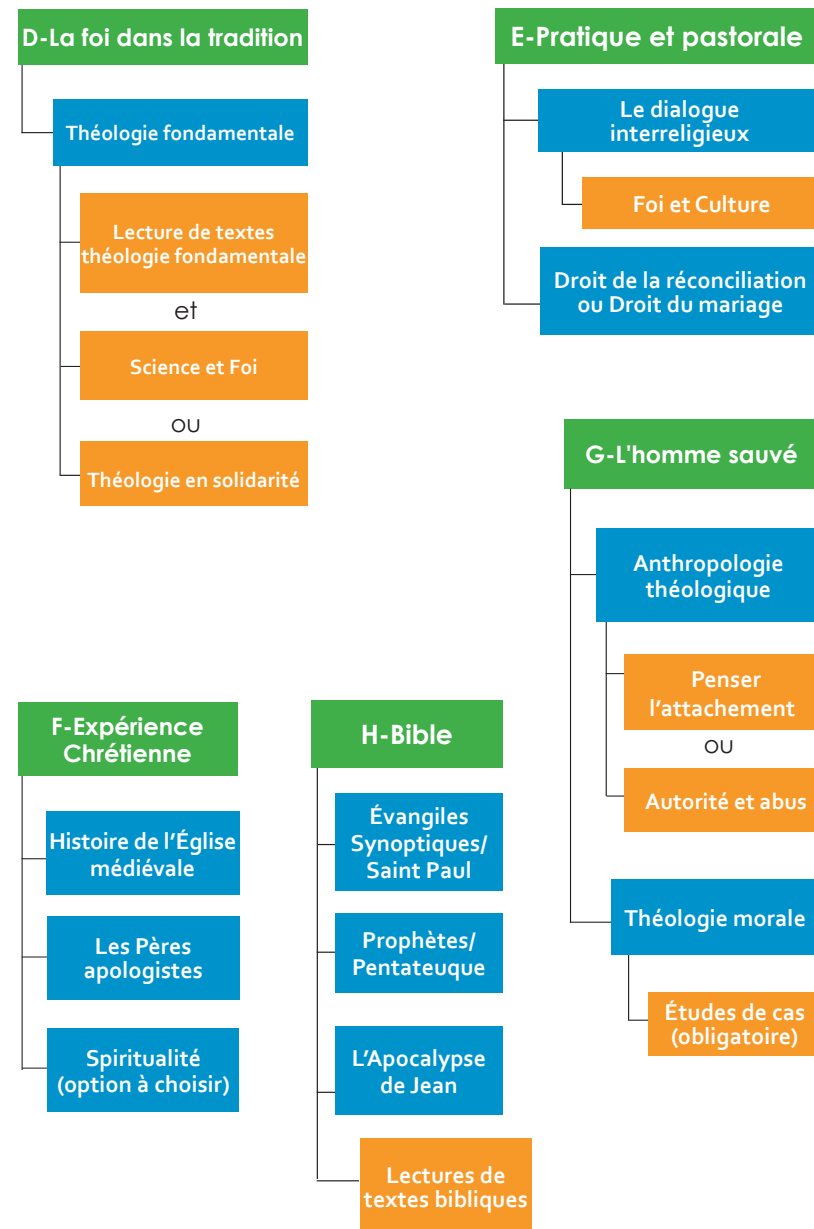 D-La foi dans la tradition
Théologie fondamentale
Lecture de textes
théologie fondamentale
et
Science et Foi
ou
Théologie en solidarité
E-Pratique et pastorale
Le dialogue
interreligieux
Foi et Culture
Droit de la réconciliation
ou Droit du mariage
G-L'homme sauvé
Anthropologie
théologique
Penser
l’attachement
ou
Autorité et abus
Théologie morale
Études de cas
(obligatoire)
F-Expérience
Chrétienne
Histoire de l’Église
médiévale
Les Pères
apologistes
Spiritualité
(option à choisir)
H-Bible
Évangiles
Synoptiques/
Saint Paul
Prophètes/
Pentateuque
L’Apocalypse
de Jean
Lectures de
textes bibliques